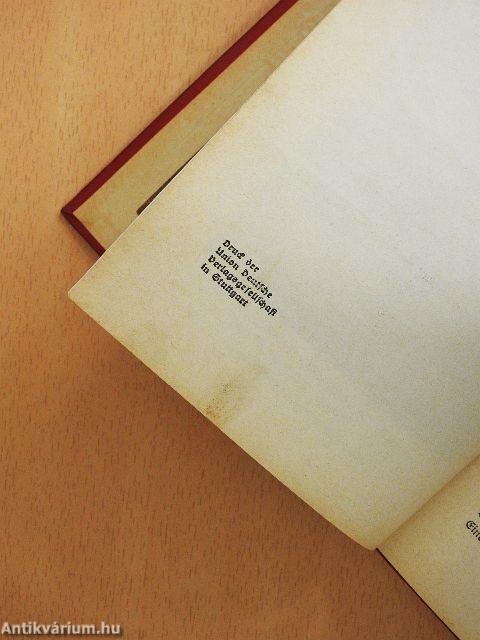 Druck der
Union Deutsche
Verlagsgesellschaft
in Stuttgart
Antikvárium.hu